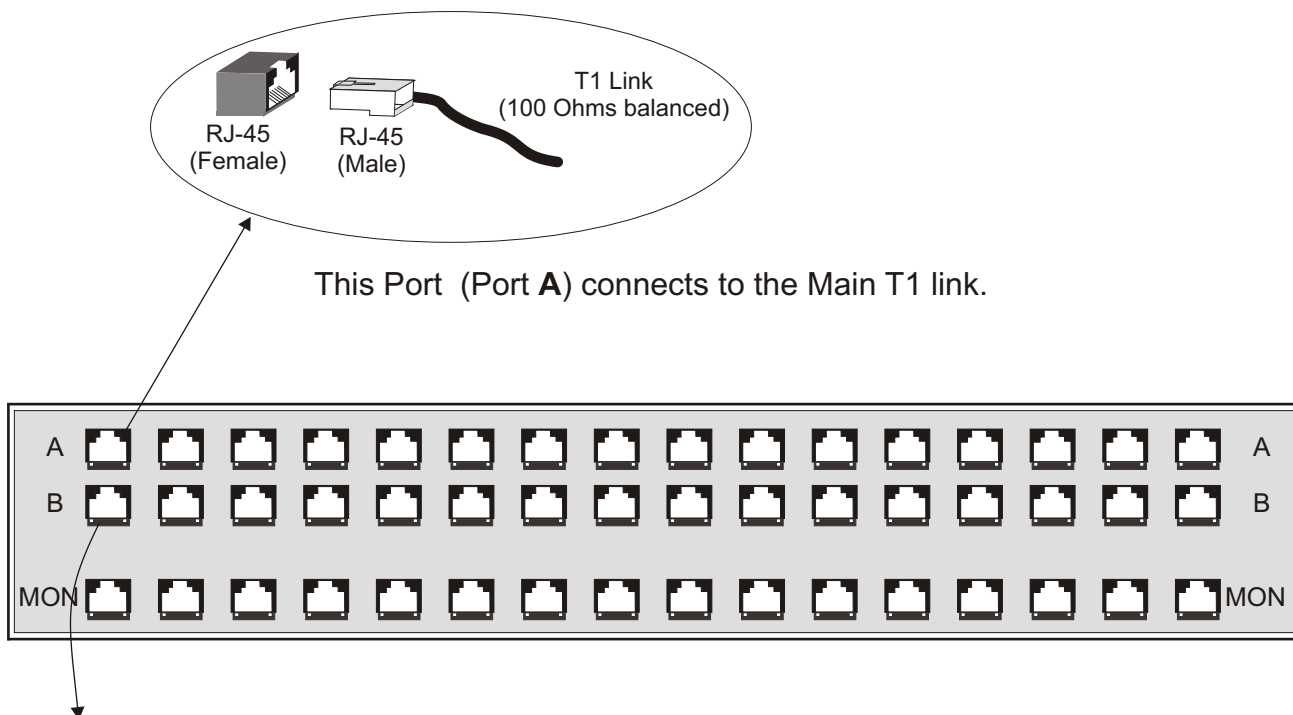 T1 Link
(100 Ohms balanced)
RJ-45
(Female)
RJ-45
(Male)
This Port (Port A) connects to the Main T1 link.
A A
B B
MON MON